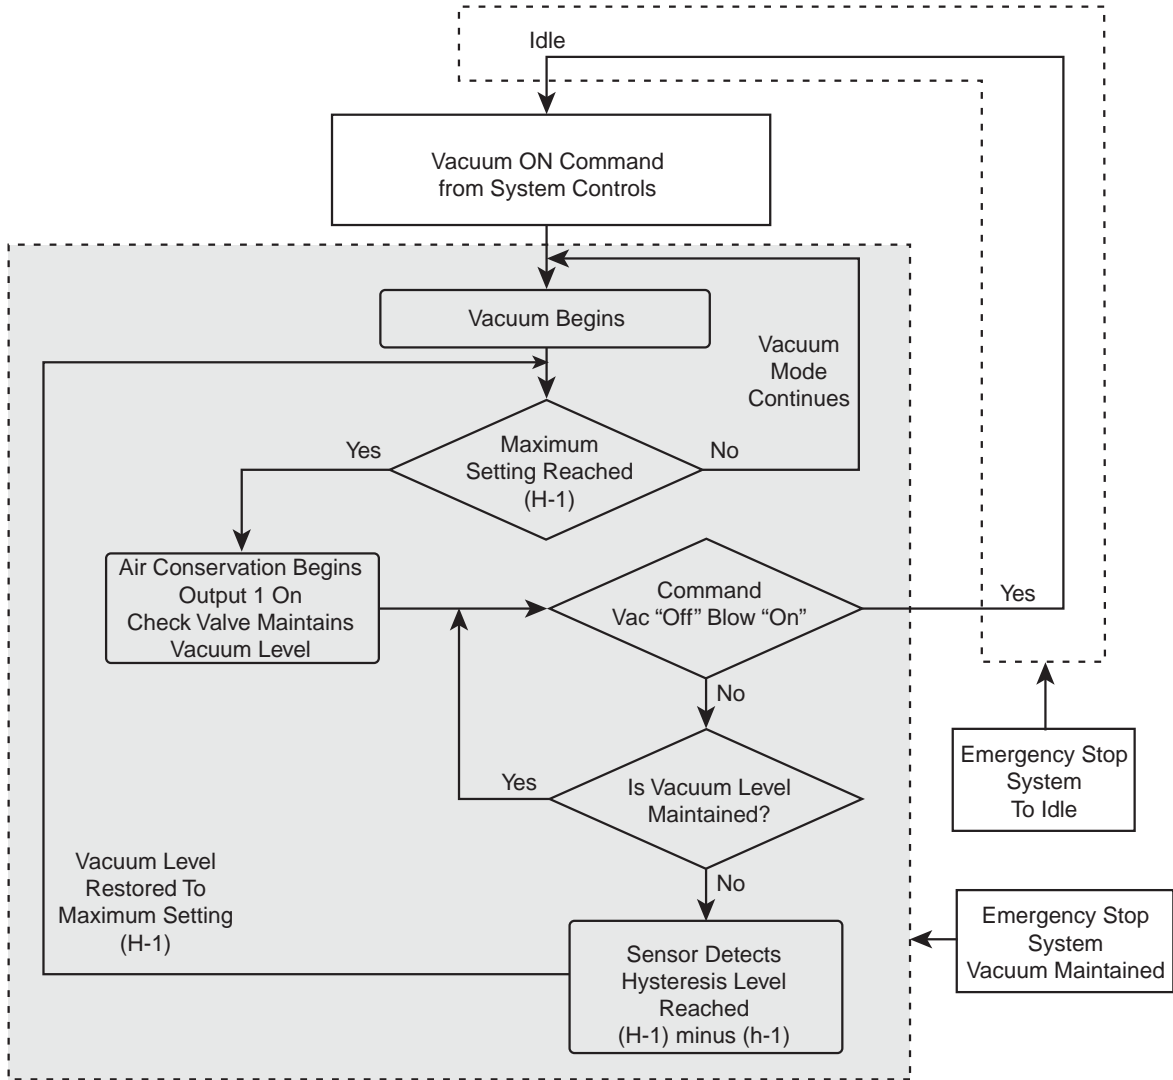 Idle
Vacuum ON Command
from System Controls
Vacuum Begins
Vacuum
Mode
Continues
Yes
Maximum
Setting Reached
(H-1)
No
Air Conservation Begins
Output 1 On
Check Valve Maintains
Vacuum Level
Command
Vac “Off” Blow “On”
Yes
No
Emergency Stop
System
To Idle
Yes
Is Vacuum Level
Maintained?
No
Vacuum Level
Restored To
Maximum Setting
(H-1)
Sensor Detects
Hysteresis Level
Reached
(H-1) minus (h-1)
Emergency Stop
System
Vacuum Maintained